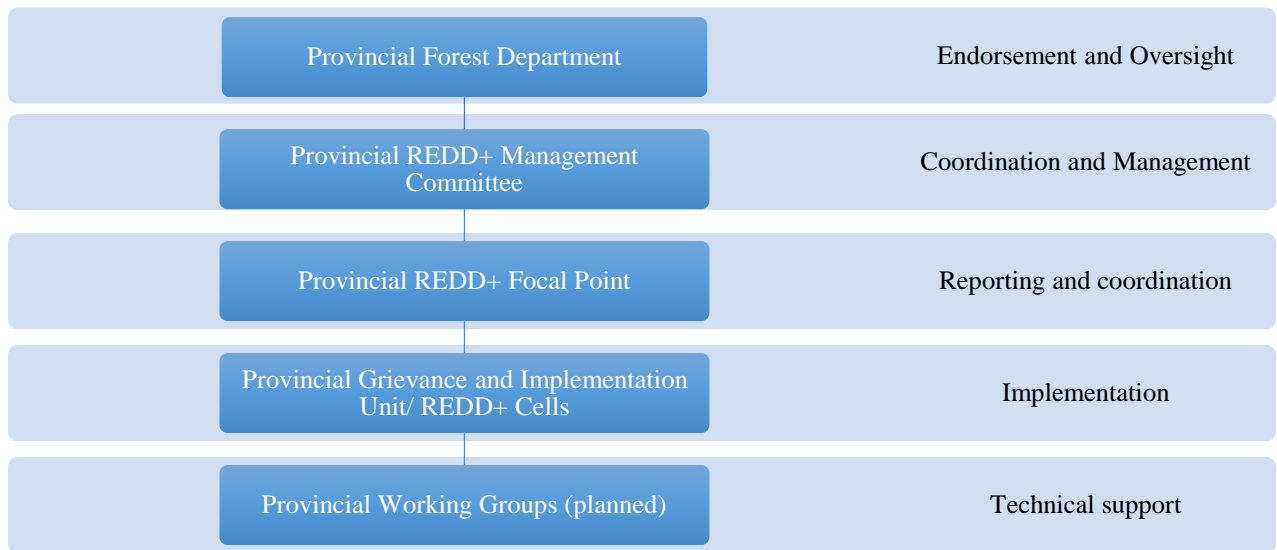 Provincial Forest Department
Endorsement and Oversight
Provincial REDD+ Management
Committee
Coordination and Management
Provincial REDD+ Focal Point
Reporting and coordination
Provincial Grievance and Implementation
Unit/ REDD+ Cells
Implementation
Provincial Working Groups (planned)
Technical support